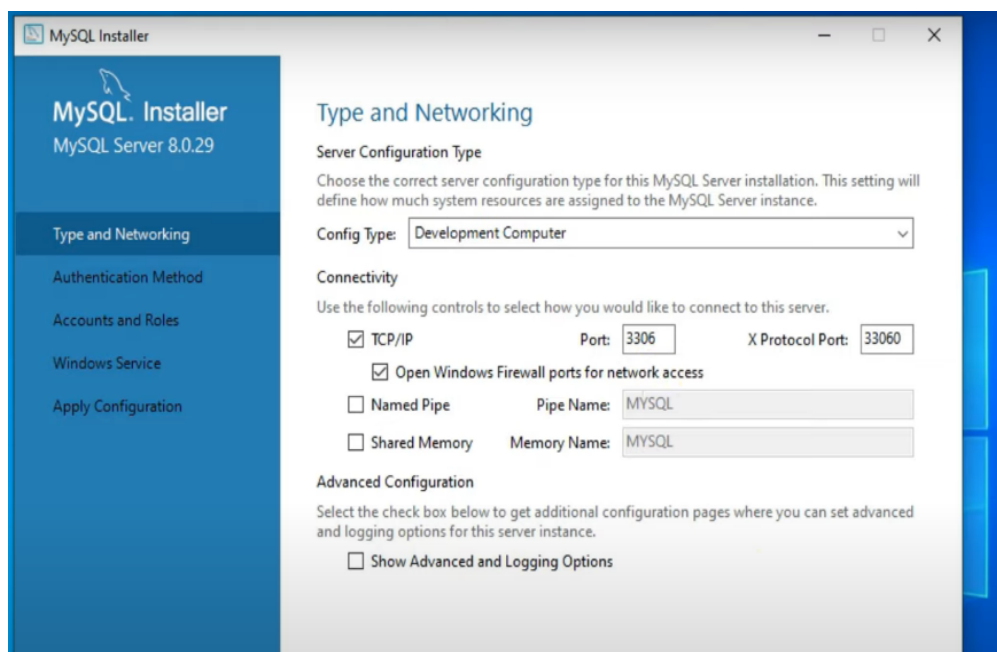 MySQL Installer
MySQL. Installer
MySQL Server 8.0.29
Type and Networking
Authentication Method
Accounts and Roles
Windows Service
Apply Configuration
Type and Networking
Server Configuration Type
Choose the correct server configuration type for this MySQL Server installation. This setting will
define how much system resources are assigned to the MySQL Server instance.
Config Type: Development Computer
Connectivity
Use the following controls to select how you would like to connect to this server.
TCP/IP Port: 3306 X Protocol Port: 33060
Open Windows Firewall ports for network access
Named Pipe Pipe Name: MYSQL
Shared Memory Memory Name: MYSQL
Advanced Configuration
Select the check box below to get additional configuration pages where you can set advanced
and logging options for this server instance.
Show Advanced and Logging Options